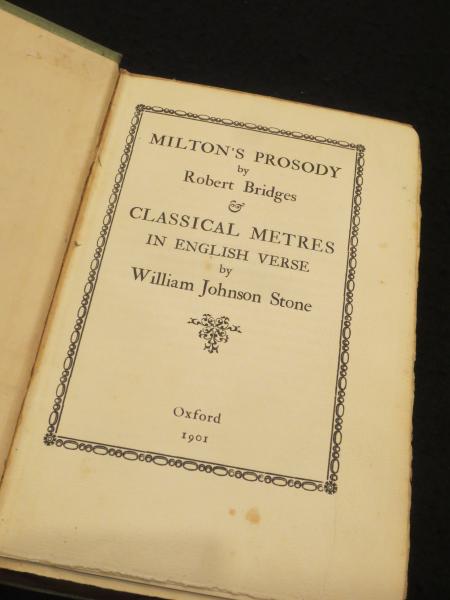 MILTON'S PROSODY
by
Robert Bridges
&
CLASSICAL METRES
IN ENGLISH VERSE
by
William Johnson Stone
Oxford
1901